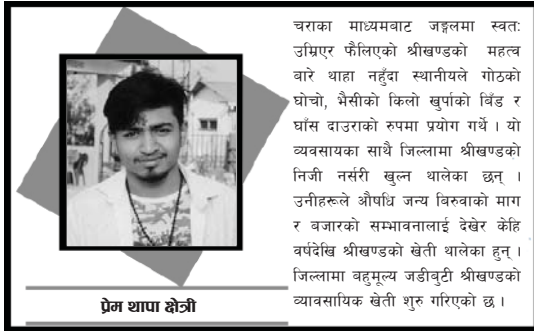 चराका माध्यमबाट जङ्गलमा स्वतः
उम्रिएर फैलिएको श्रीखण्डको महत्व
बारे थाहा नहुँदा स्थानीयले गोठको
घोचो, भैसीको किलो खुर्पाको बिँड र
घाँस दाउराको रुपमा प्रयोग गर्थे । यो
व्यवसायका साथै जिल्लामा श्रीखण्डको
निजी नर्सरी खुल्न थालेका छन् ।
उनीहरूले औषधि जन्य बिरुवाको माग
र बजारको सम्भावनालाई देखेर केहि
वर्षदेखि श्रीखण्डको खेती थालेका हुन् ।
जिल्लामा बहुमूल्य जडीबुटी श्रीखण्डको
व्यावसायिक खेती शुरु गरिएको छ ।
प्रेम थापा क्षेत्री